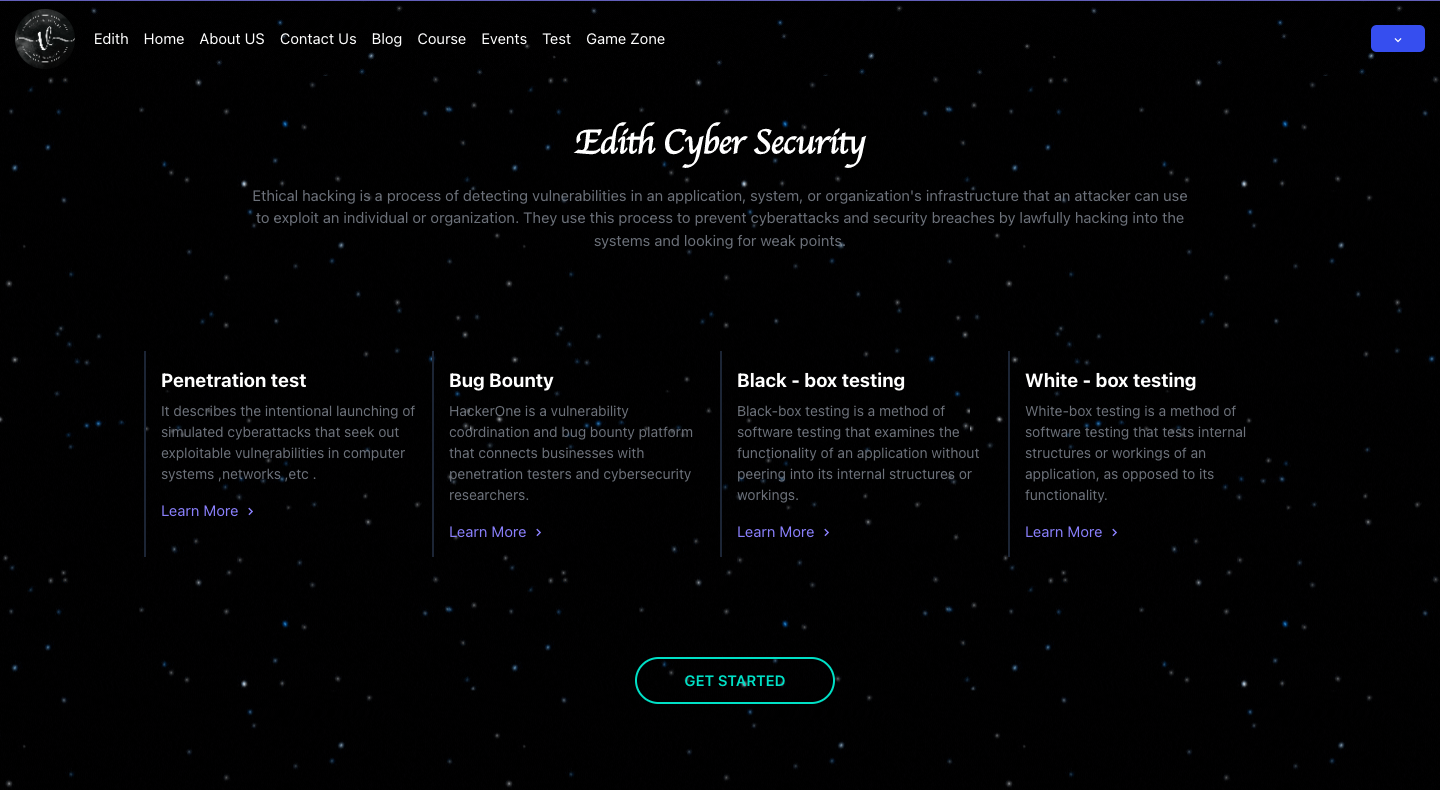 Edith Home About US Contact Us Blog Course Events Test Game Zone
Edith Cyber Security
Ethical hacking is a process of detecting vulnerabilities in an application, system, or organization's infrastructure that an attacker can use
to exploit an individual or organization. They use this process to prevent cyberattacks and security breaches by lawfully hacking into the
systems and looking for weak points.
Penetration test
It describes the intentional launching of
simulated cyberattacks that seek out
exploitable vulnerabilities in computer
systems ,networks ,etc .
Learn More
Bug Bounty
HackerOne is a vulnerability
coordination and bug bounty platform
that connects businesses with
penetration testers and cybersecurity
researchers.
Learn More
Black - box testing
Black-box testing is a method of
software testing that examines the
functionality of an application without
peering into its internal structures or
workings.
Learn More
White - box testing
White-box testing is a method of
software testing that tests internal
structures or workings of an
application, as opposed to its
functionality.
Learn More
GET STARTED